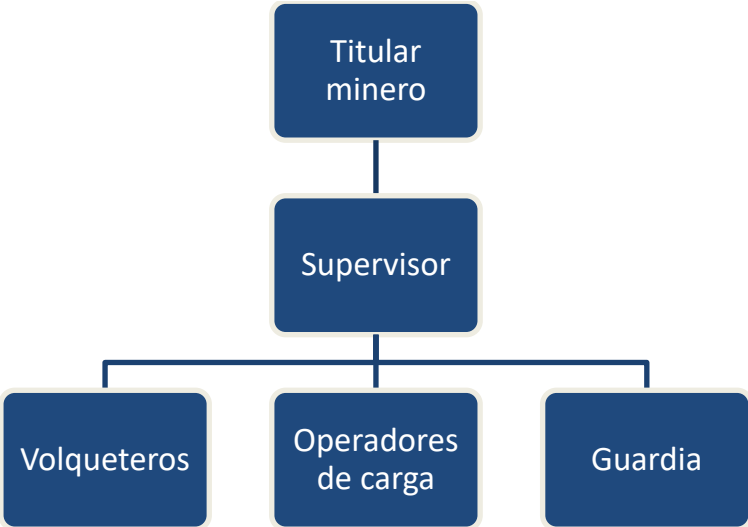 Titular
minero
Supervisor
Volqueteros
Operadores
de carga
Guardia